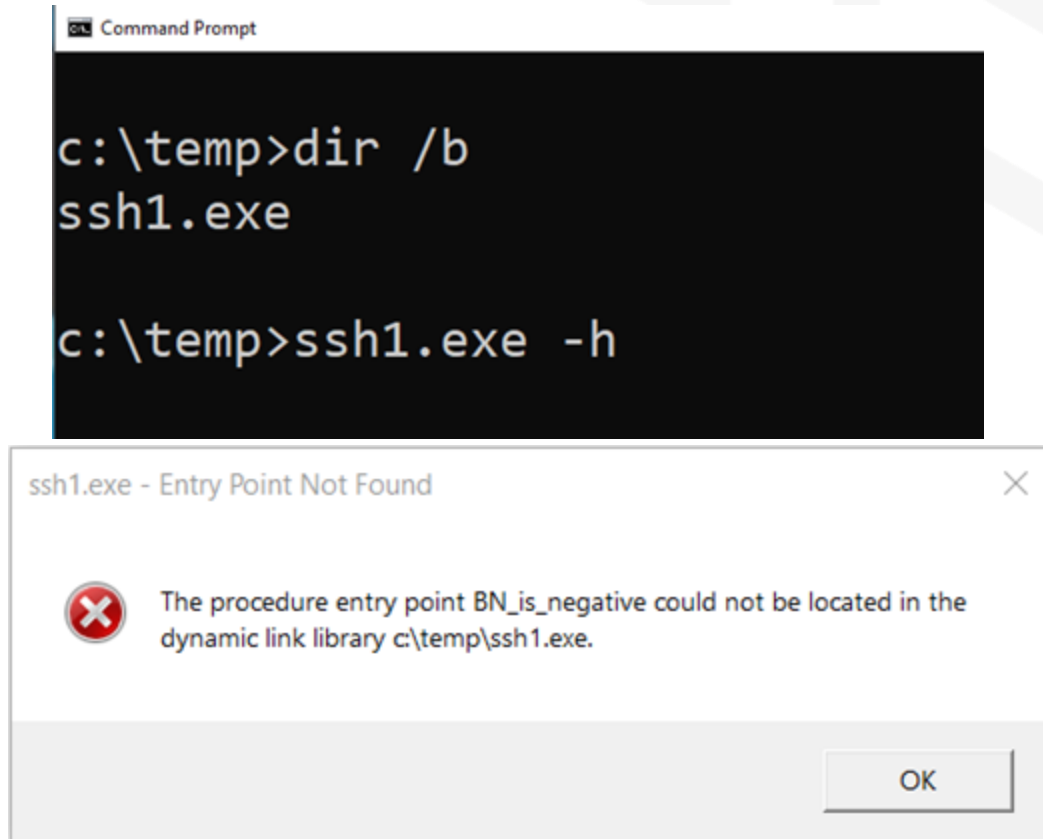 Command Prompt
c:\temp>dir /b
ssh1.exe
c:\temp>ssh1.exe -h
ssh1.exe - Entry Point Not Found
The procedure entry point BN_is_negative could not be located in the
dynamic link library c:\temp\ssh1.exe.
OK